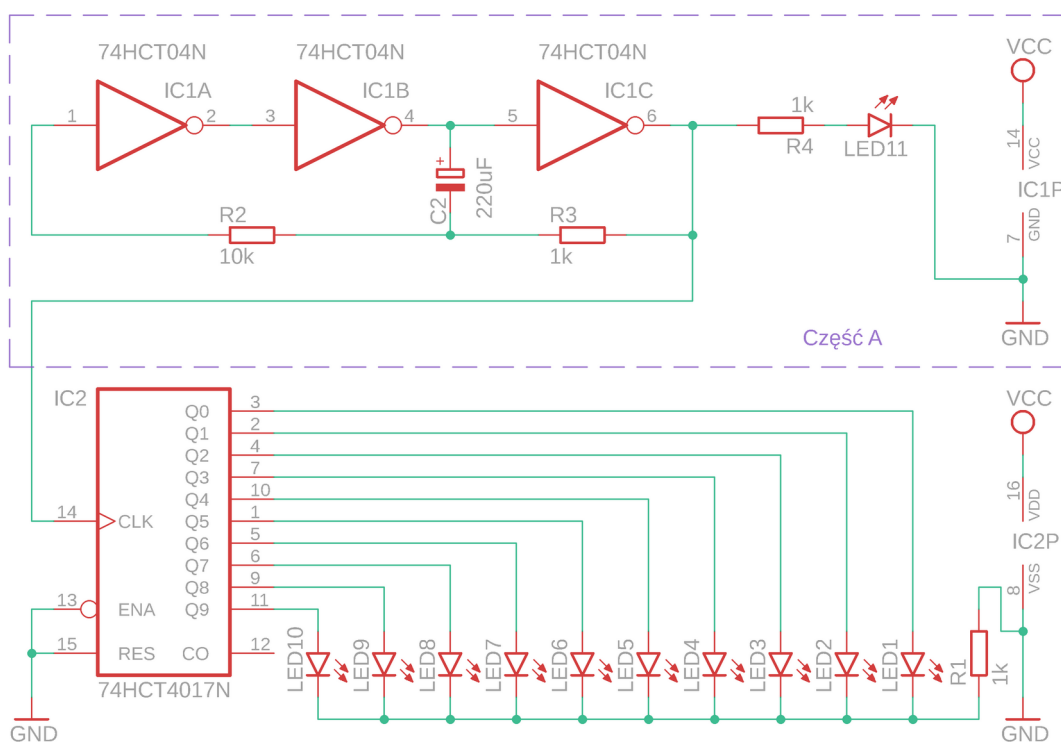 74HCT04N 74HCT04N 74HCT04N VCC
IC1A IC1B IC1C 1k
1 2 3 4 5 6
R4 LED11
14 VCC
+
C2 220uF
IC1P
R2 R3
10k 1k
7 GND
Część A
GND
IC2 VCC
Q0 3
Q1 2
Q2 4
Q3 7
Q4 10
14 CLK Q5 1
Q6 5
Q7 6
Q8 9
13 ENA Q9 11
15 RES CO 12
74HCT4017N
16 VDD
IC2P
8 VSS
LED10 LED9 LED8 LED7 LED6 LED5 LED4 LED3 LED2 LED1 R1 1k
GND GND